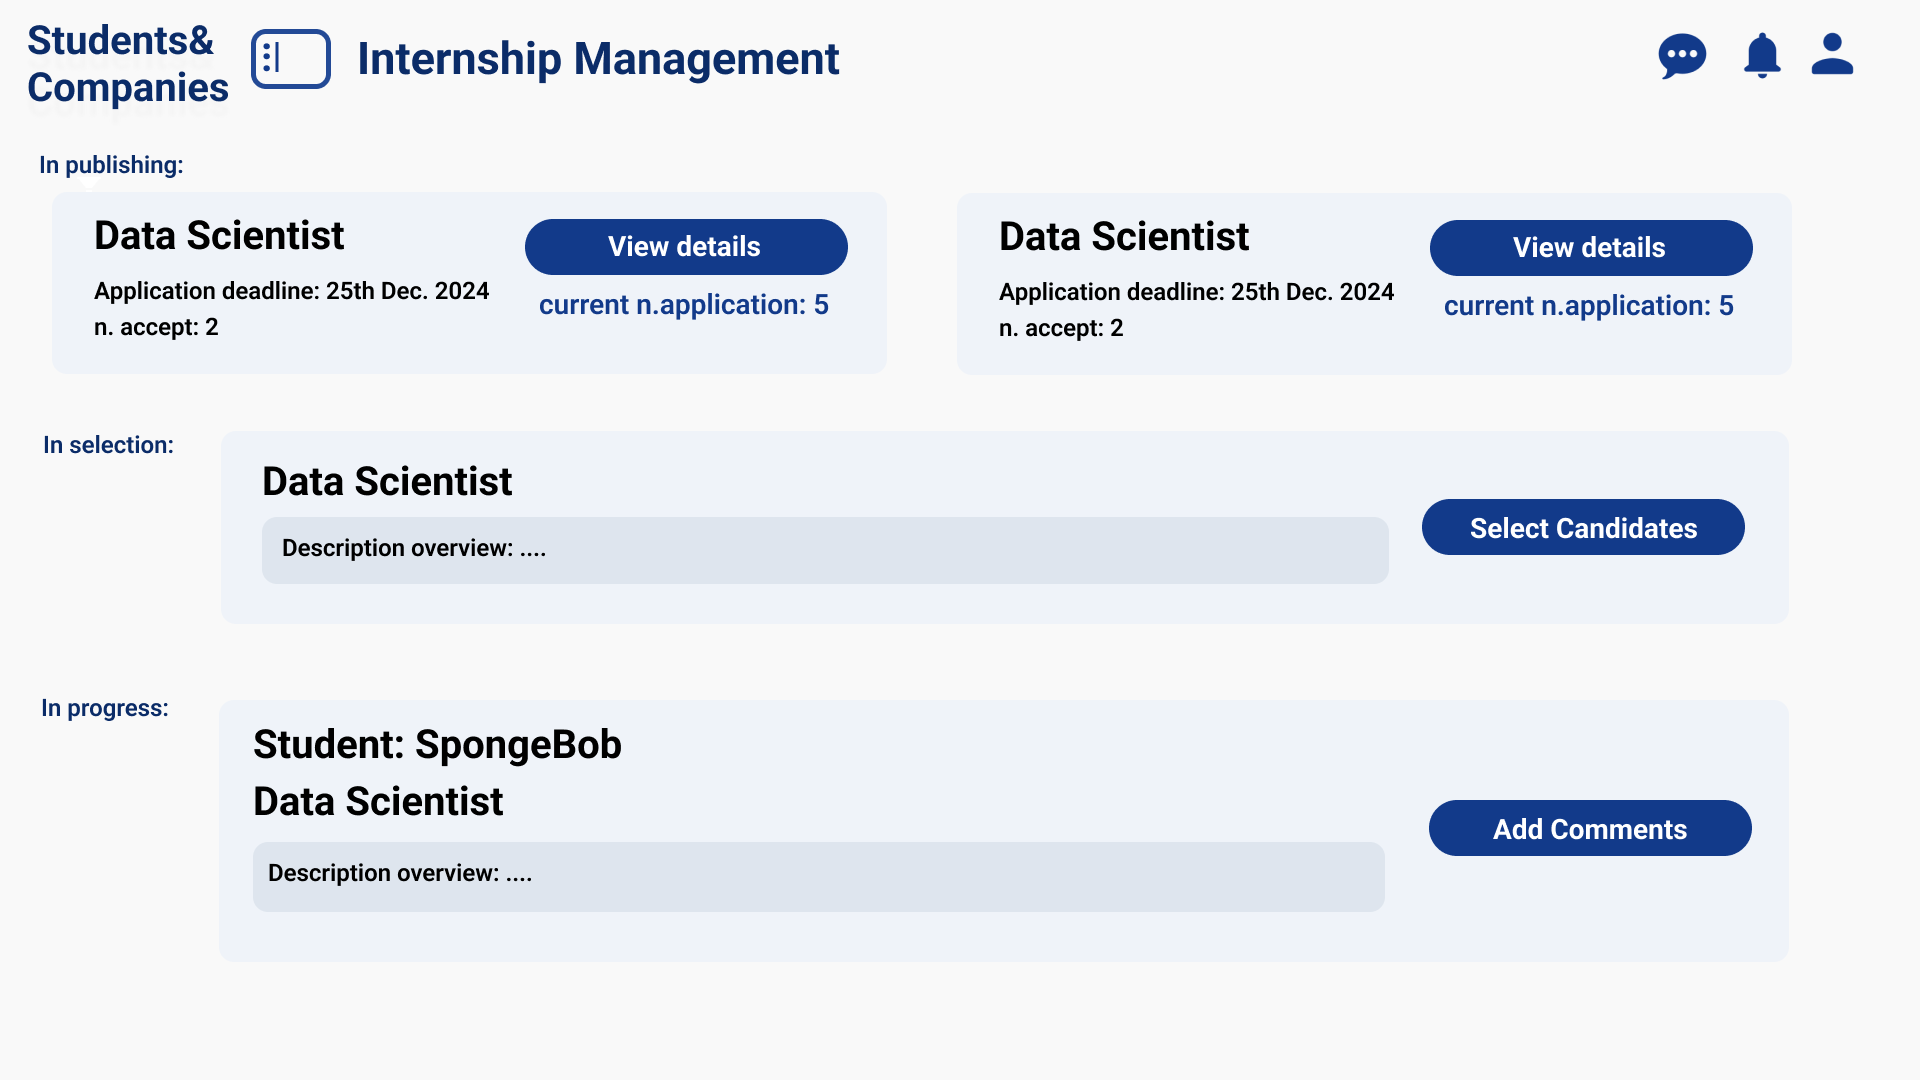 Students&
Companies
Internship Management
In publishing:
Data Scientist
View details
Application deadline: 25th Dec. 2024
current n.application: 5
n. accept: 2
Data Scientist
View details
Application deadline: 25th Dec. 2024
current n.application: 5
n. accept: 2
In selection:
Data Scientist
Description overview: ....
Select Candidates
In progress:
Student: SpongeBob
Data Scientist
Add Comments
Description overview: ....